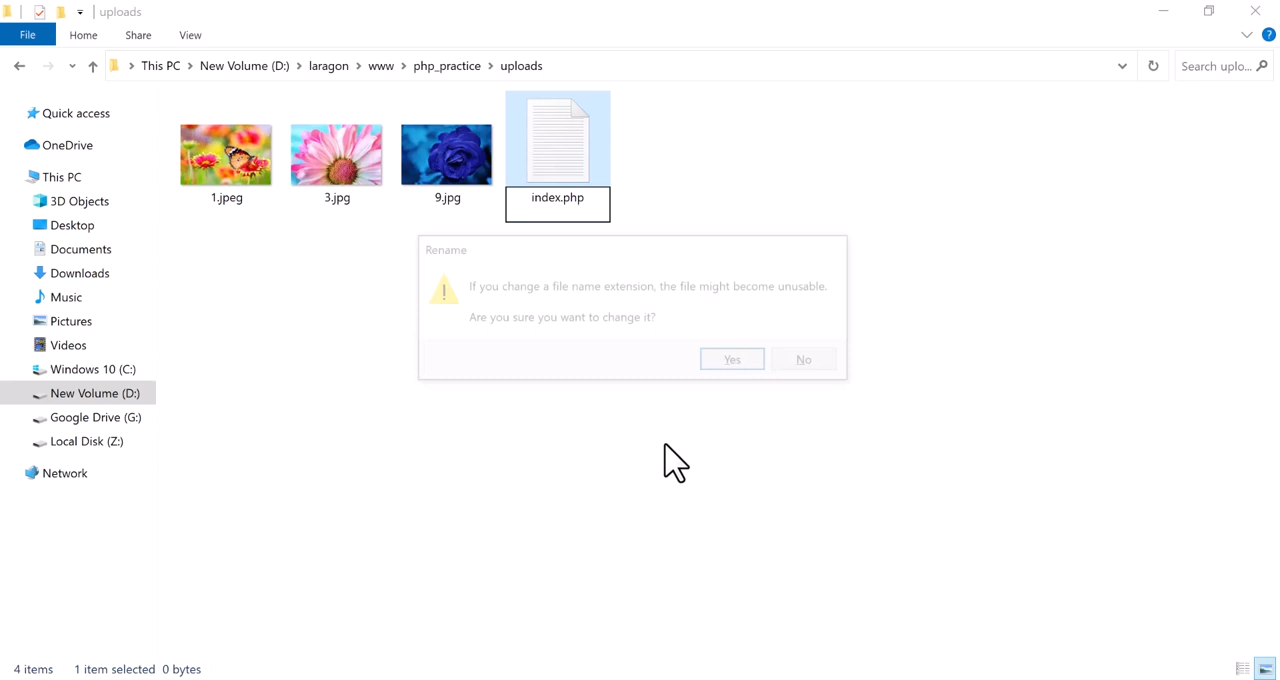 uploads
File Home Share View
This PC New Volume (D:) laragon www php_practice uploads
Search uplo...
Quick access
OneDrive
This PC
3D Objects
Desktop
Documents
Downloads
Music
Pictures
Videos
Windows 10 (C:)
New Volume (D:)
Google Drive (G:)
Local Disk (Z:)
Network
1.jpeg 3.jpg 9.jpg index.php
Rename
If you change a file name extension, the file might become unusable.
Are you sure you want to change it?
Yes No
4 items 1 item selected 0 bytes